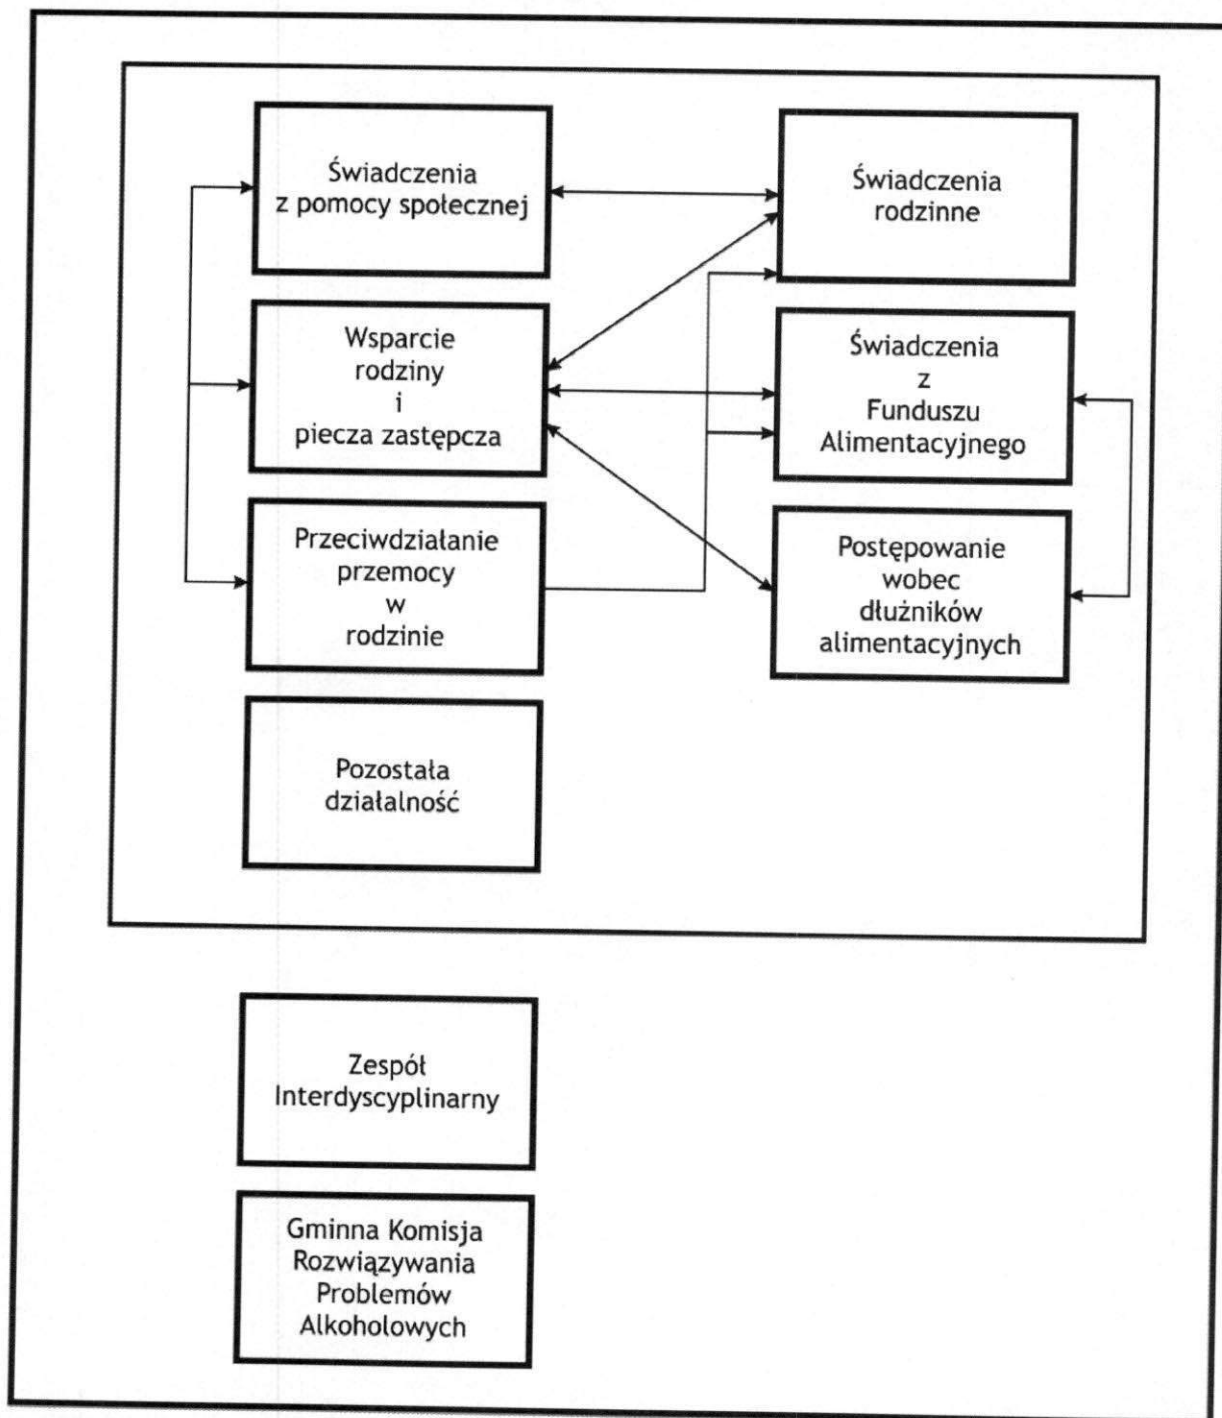 Świadczenia
z pomocy społecznej
Świadczenia
rodzinne
Wsparcie
rodziny
i
piecza zastępcza
Świadczenia
z
Funduszu
Alimentacyjnego
Przeciwdziałanie
przemocy
w
rodzinie
Postępowanie
wobec
dłużników
alimentacyjnych
Pozostała
działalność
Zespół
Interdyscyplinarny
Gminna Komisja
Rozwiązywania
Problemów
Alkoholowych